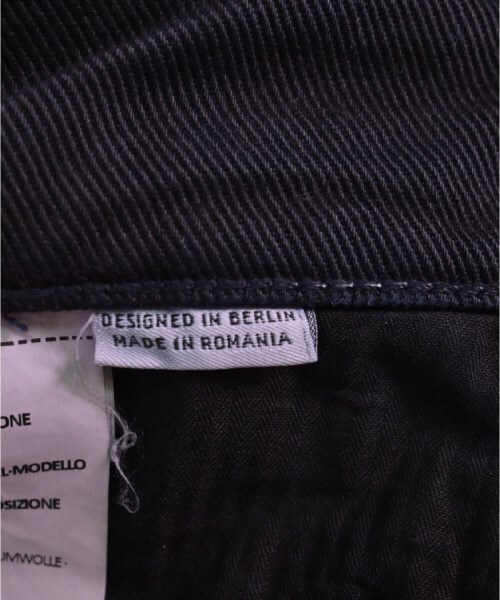 DESIGNED IN BERLIN
MADE IN ROMANIA
ONE
L-MODELLO
OSIZIONE
UMWOLLE